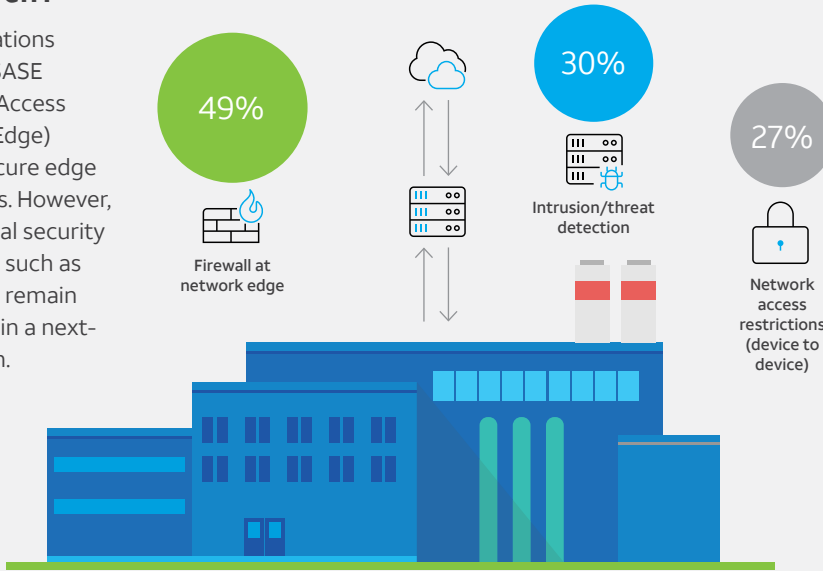 ations
SASE
Access
Edge)
cure edge
s. However,
al security
such as
remain
in a next-
n.
49%
Firewall at
network edge
30%
Intrusion/threat
detection
27%
Network
access
restrictions
(device to
device)